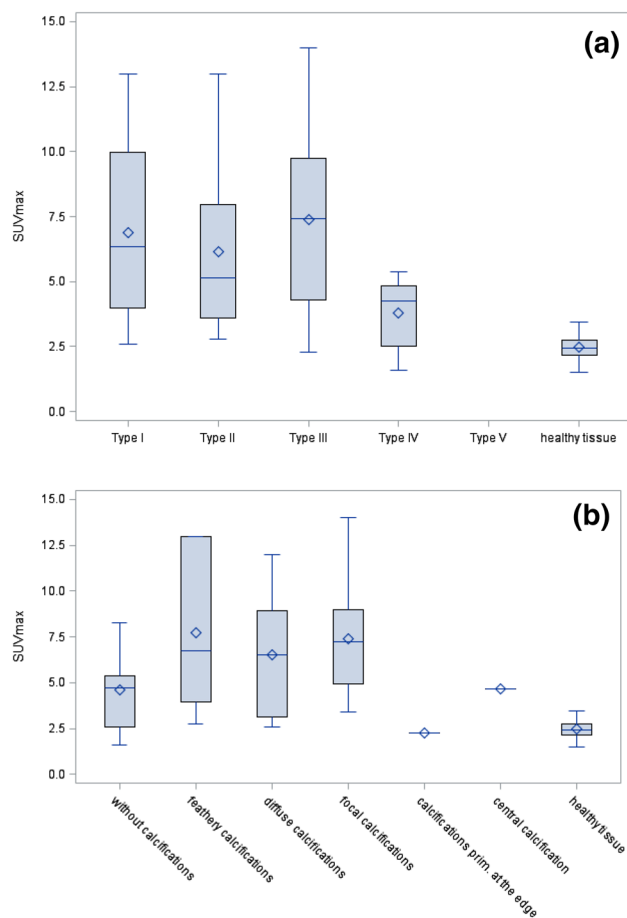 (a)
15.0
12.5
10.0
7.5
5.0
2.5
0.0
SUVmax
Type I Type II Type III Type IV Type V healthy tissue
(b)
15.0
12.5
10.0
7.5
5.0
2.5
0.0
SUVmax
without calcifications
feathery calcifications
diffuse calcifications
focal calcifications
calcifications prim. at the edge
central calcification
healthy tissue